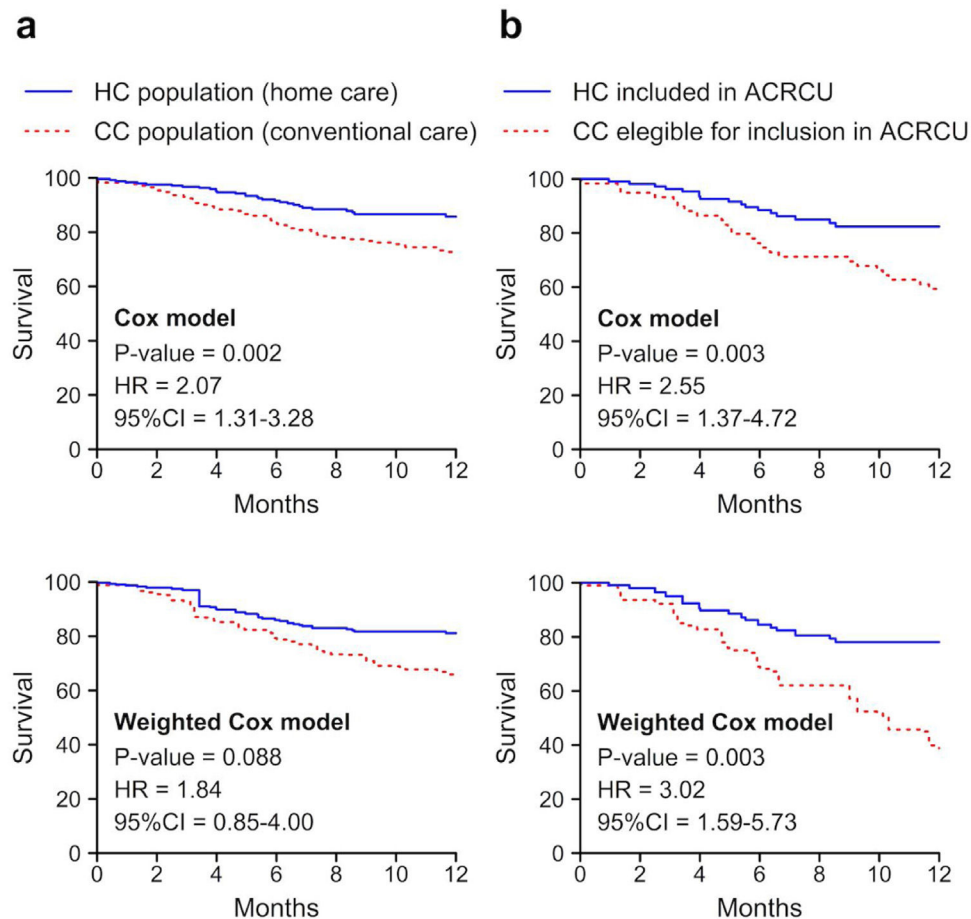 a
HC population (home care)
CC population (conventional care)
100
80
60
40
20
0
Survival
Cox model
P-value = 0.002
HR = 2.07
95%CI = 1.31-3.28
0 2 4 6 8 10 12
Months
100
80
60
40
20
0
Survival
Weighted Cox model
P-value = 0.088
HR = 1.84
95%CI = 0.85-4.00
0 2 4 6 8 10 12
Months
b
HC included in ACRCU
CC elegible for inclusion in ACRCU
100
80
60
40
20
0
Survival
Cox model
P-value = 0.003
HR = 2.55
95%CI = 1.37-4.72
0 2 4 6 8 10 12
Months
100
80
60
40
20
0
Survival
Weighted Cox model
P-value = 0.003
HR = 3.02
95%CI = 1.59-5.73
0 2 4 6 8 10 12
Months